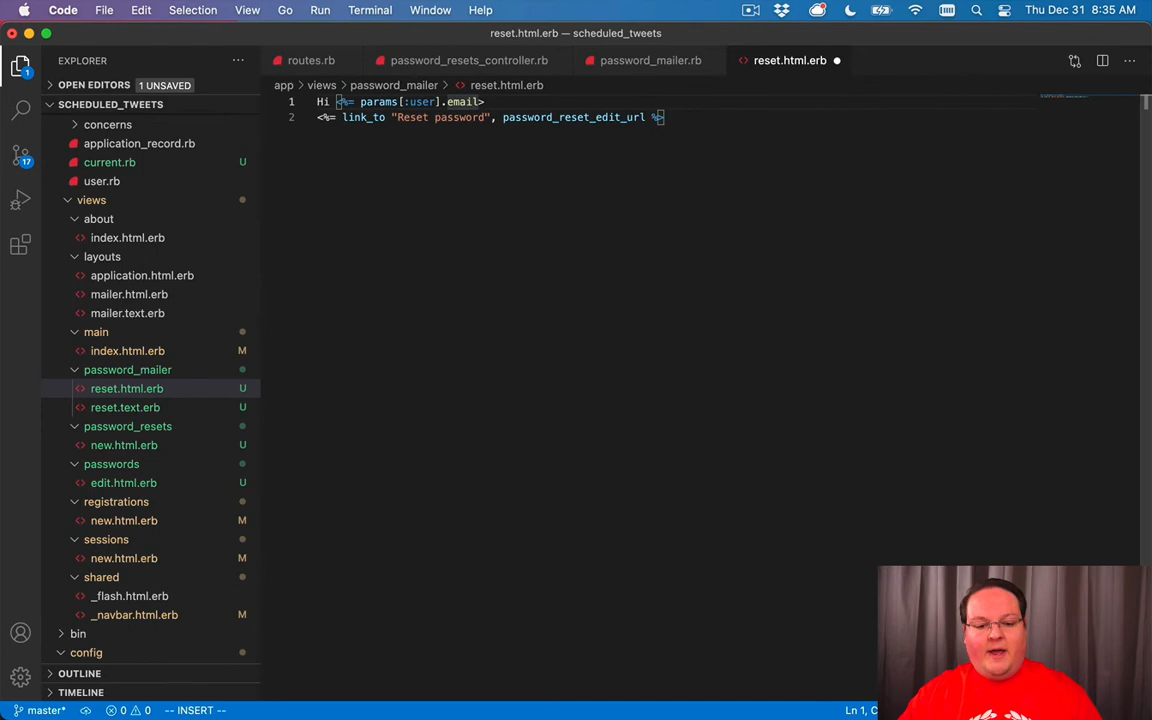 Code File Edit Selection View Go Run Terminal Window Help Thu Dec 31 8:35 AM
reset.html.erb — scheduled_tweets
EXPLORER
routes.rb password_resets_controller.rb password_mailer.rb reset.html.erb
OPEN EDITORS 1 UNSAVED
app › views › password_mailer › reset.html.erb
SCHEDULED_TWEETS
1 Hi <%= params[:user].email>
2 <%= link_to "Reset password", password_reset_edit_url %>
concerns
application_record.rb
current.rb U
user.rb
views
about
index.html.erb
layouts
application.html.erb
mailer.html.erb
mailer.text.erb
main
index.html.erb M
password_mailer
reset.html.erb U
reset.text.erb U
password_resets
new.html.erb U
passwords
edit.html.erb U
registrations
new.html.erb M
sessions
new.html.erb M
shared
_flash.html.erb
_navbar.html.erb M
bin
config
OUTLINE
TIMELINE
1
17
master* 0 0 -- INSERT -- Ln 1, C